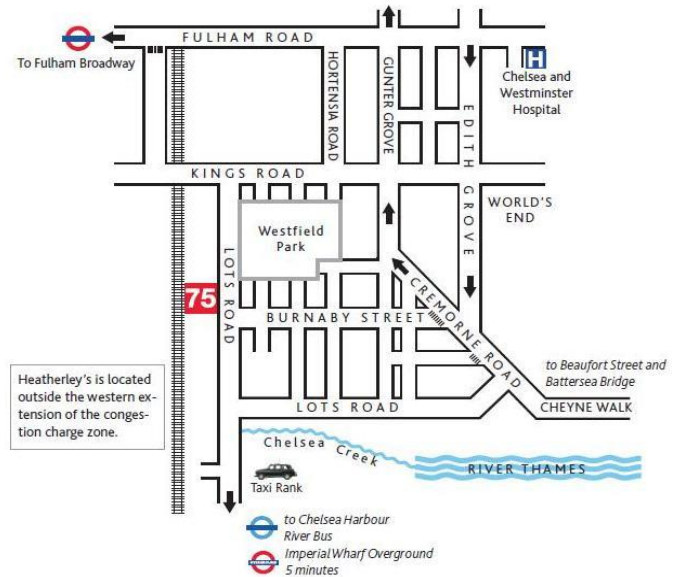 FULHAM ROAD
To Fulham Broadway
H
Chelsea and
Westminster
Hospital
HORTENSIA ROAD
GUNTER GROVE
EDITH GROVE
KINGS ROAD
WORLD'S
END
Westfield
Park
LOTS ROAD
75
CREMORNE ROAD
BURNABY STREET
to Beaufort Street and
Battersea Bridge
Heatherley's is located
outside the western ex-
tension of the conges-
tion charge zone.
LOTS ROAD
CHEYNE WALK
Chelsea Creek
RIVER THAMES
Taxi Rank
to Chelsea Harbour
River Bus
Imperial Wharf Overground
5 minutes